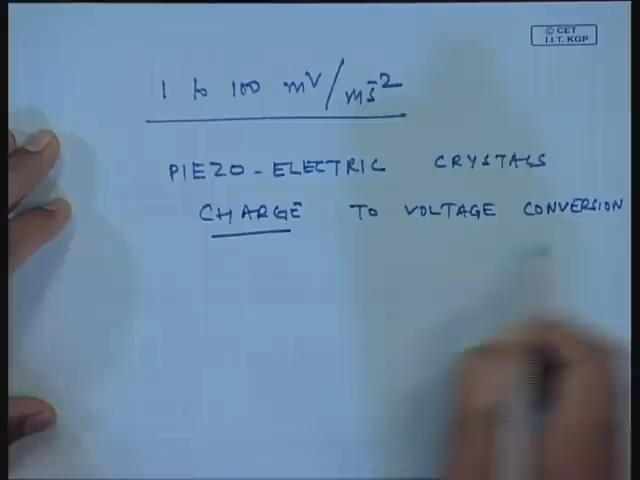 © CET
I.I.T. KGP
1 to 100 mV/ms⁻²
PIEZO-ELECTRIC CRYSTALS
CHARGE TO VOLTAGE CONVERSION